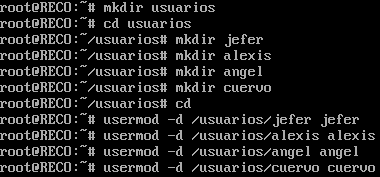 root@RECO:~# mkdir usuarios
root@RECO:~# cd usuarios
root@RECO:~/usuarios# mkdir jefer
root@RECO:~/usuarios# mkdir alexis
root@RECO:~/usuarios# mkdir angel
root@RECO:~/usuarios# mkdir cuervo
root@RECO:~/usuarios# cd
root@RECO:~# usermod -d /usuarios/jefer jefer
root@RECO:~# usermod -d /usuarios/alexis alexis
root@RECO:~# usermod -d /usuarios/angel angel
root@RECO:~# usermod -d /usuarios/cuervo cuervo